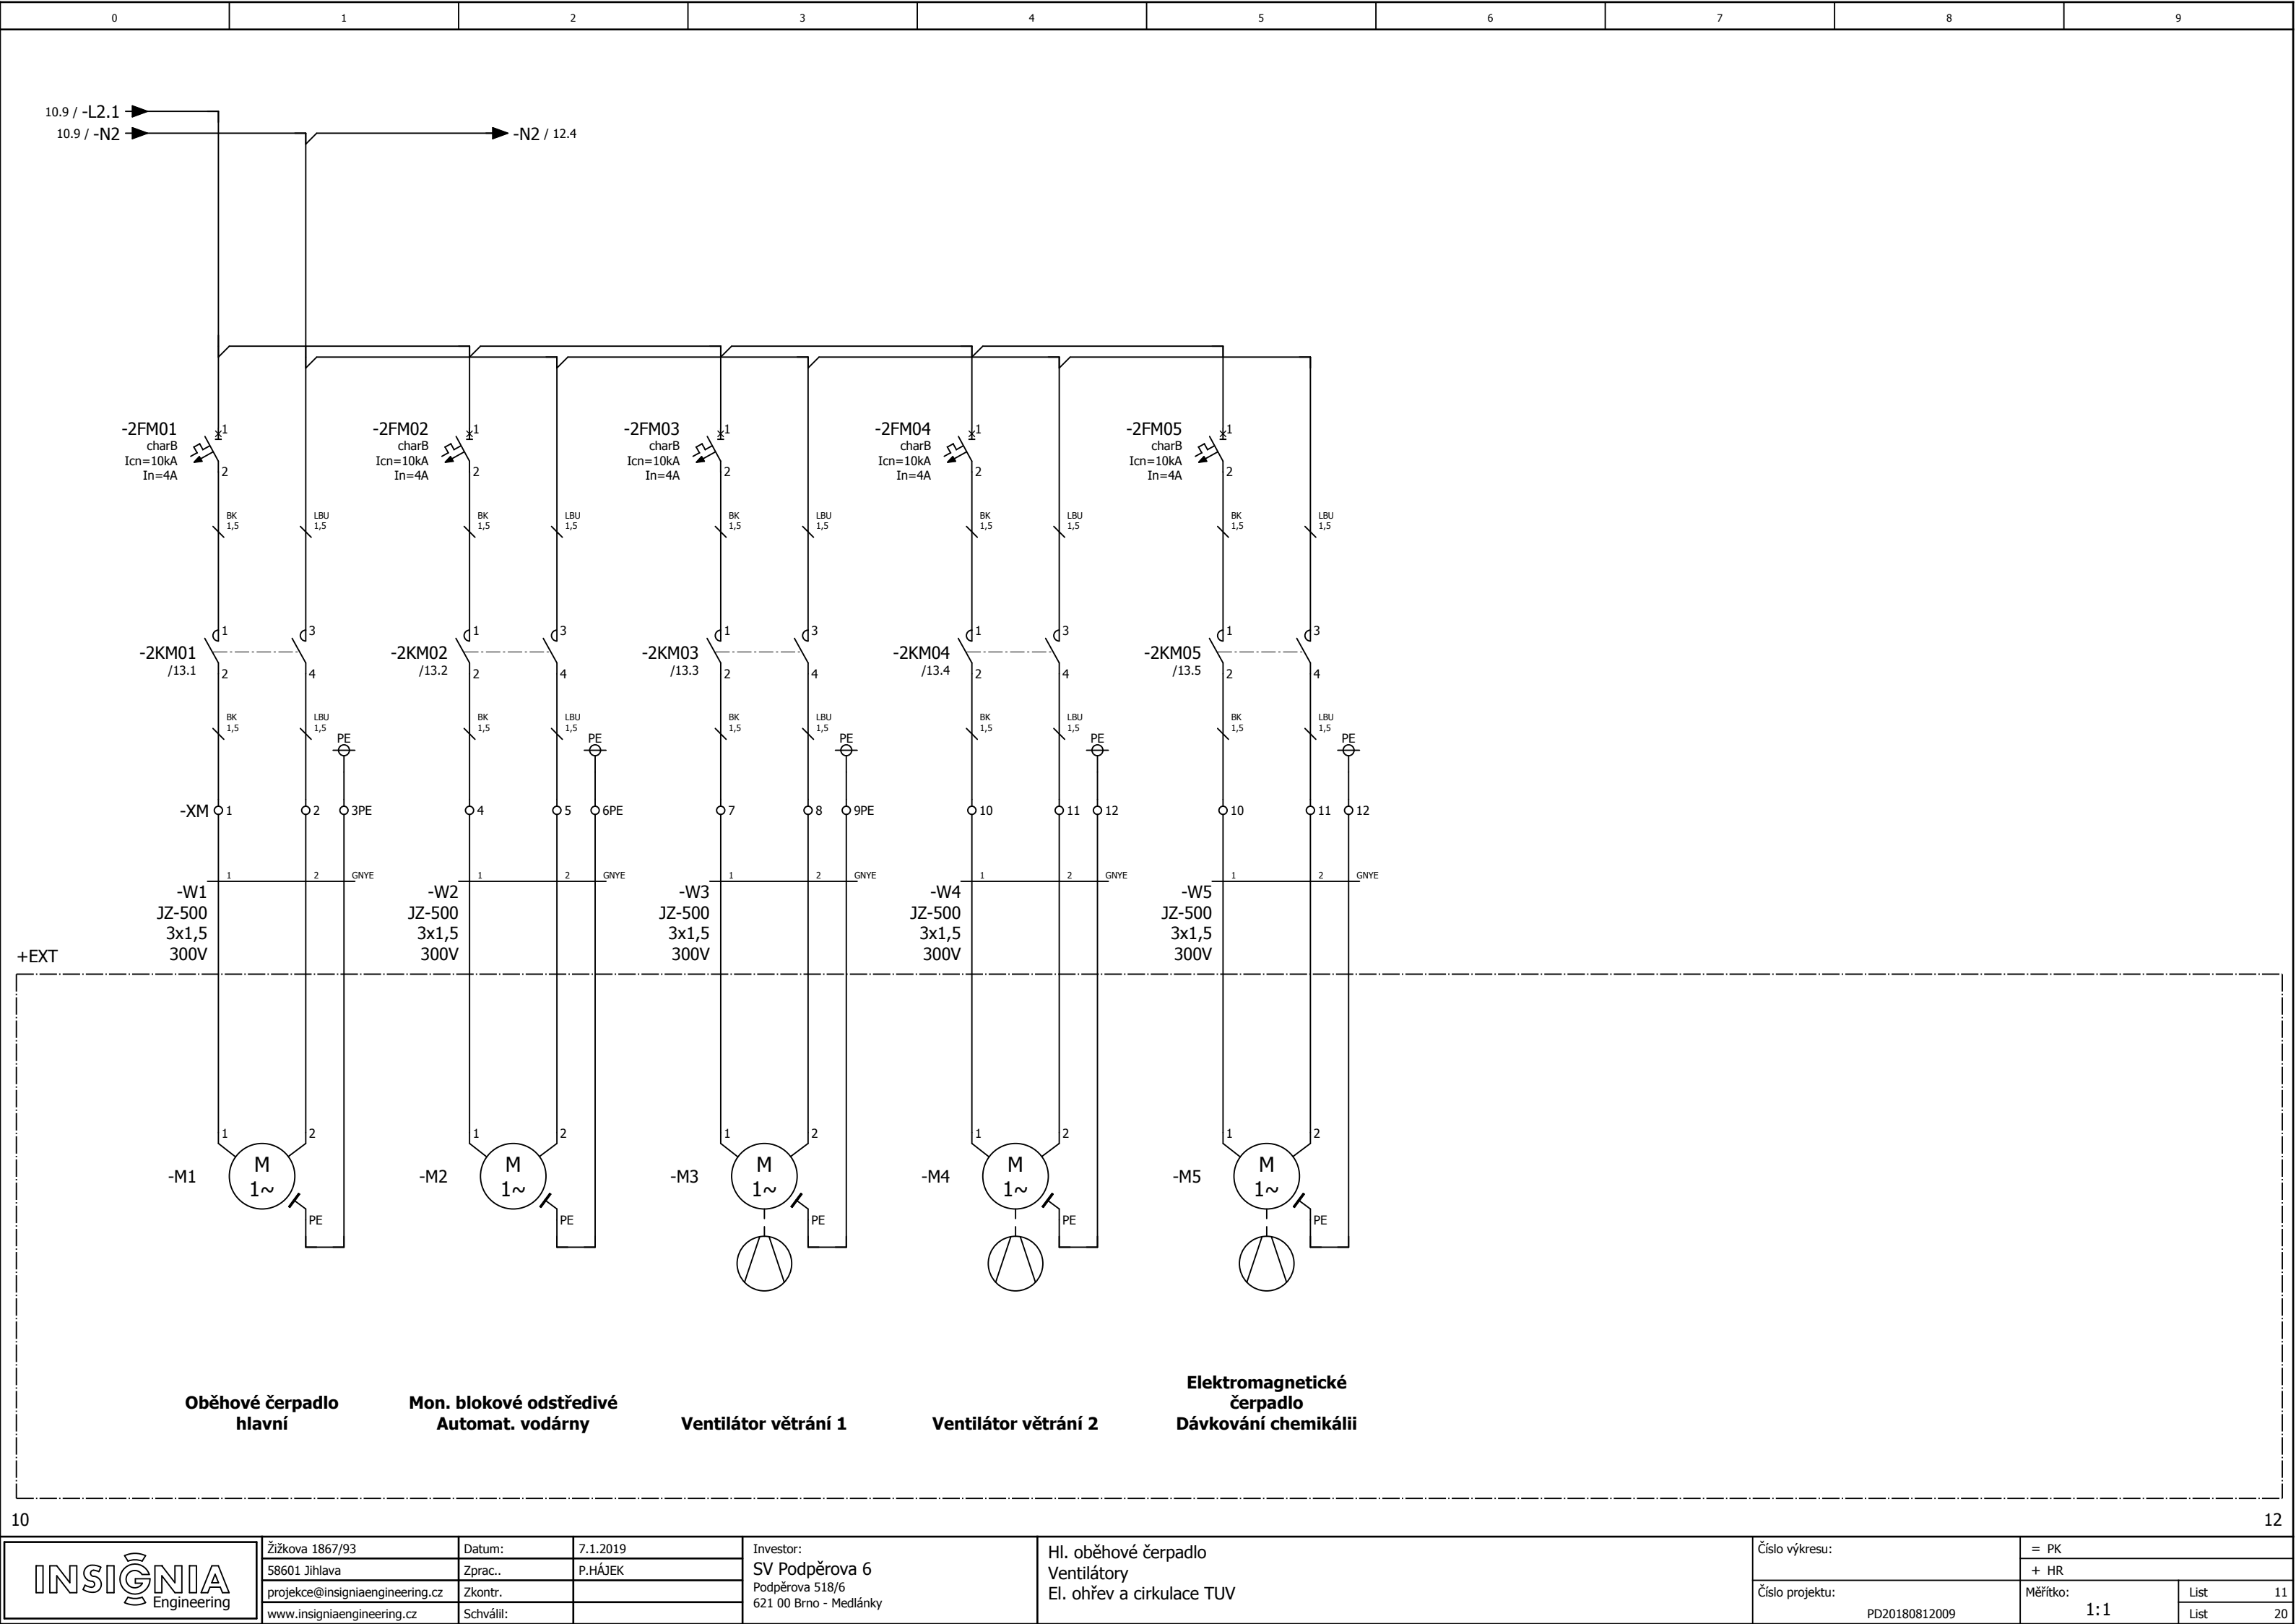 0 1 2 3 4 5 6 7 8 9
10.9 / -L2.1
10.9 / -N2 -N2 / 12.4
-2FM01 1 -2FM02 1 -2FM03 1 -2FM04 1 -2FM05 1
charB charB charB charB charB
Icn=10kA Icn=10kA Icn=10kA Icn=10kA Icn=10kA
In=4A 2 In=4A 2 In=4A 2 In=4A 2 In=4A 2
BK LBU BK LBU BK LBU BK LBU BK LBU
1,5 1,5 1,5 1,5 1,5 1,5 1,5 1,5 1,5 1,5
1 3 1 3 1 3 1 3 1 3
-2KM01 -2KM02 -2KM03 -2KM04 -2KM05
/13.1 2 4 /13.2 2 4 /13.3 2 4 /13.4 2 4 /13.5 2 4
BK LBU BK LBU BK LBU BK LBU BK LBU
1,5 1,5 1,5 1,5 1,5 1,5 1,5 1,5 1,5 1,5
PE PE PE PE PE
-XM 1 2 3PE 4 5 6PE 7 8 9PE 10 11 12 10 11 12
1 2 GNYE 1 2 GNYE 1 2 GNYE 1 2 GNYE 1 2 GNYE
-W1 -W2 -W3 -W4 -W5
JZ-500 JZ-500 JZ-500 JZ-500 JZ-500
3x1,5 3x1,5 3x1,5 3x1,5 3x1,5
300V 300V 300V 300V 300V
+EXT
1 2 1 2 1 2 1 2 1 2
M M M M M
-M1 -M2 -M3 -M4 -M5
1~ 1~ 1~ 1~ 1~
PE PE PE PE PE
Oběhové čerpadlo
hlavní
Mon. blokové odstředivé
Automat. vodárny
Ventilátor větrání 1
Ventilátor větrání 2
Elektromagnetické
čerpadlo
Dávkování chemikálii
10 12
INSIGNIA
Engineering
Žižkova 1867/93
58601 Jihlava
projekce@insigniaengineering.cz
www.insigniaengineering.cz
Datum: 7.1.2019
Zprac.. P.HÁJEK
Zkontr.
Schválil:
Investor:
SV Podpěrova 6
Podpěrova 518/6
621 00 Brno - Medlánky
Hl. oběhové čerpadlo
Ventilátory
El. ohřev a cirkulace TUV
Číslo výkresu:
Číslo projektu:
PD20180812009
= PK
+ HR
Měřítko:
1:1
List 11
List 20